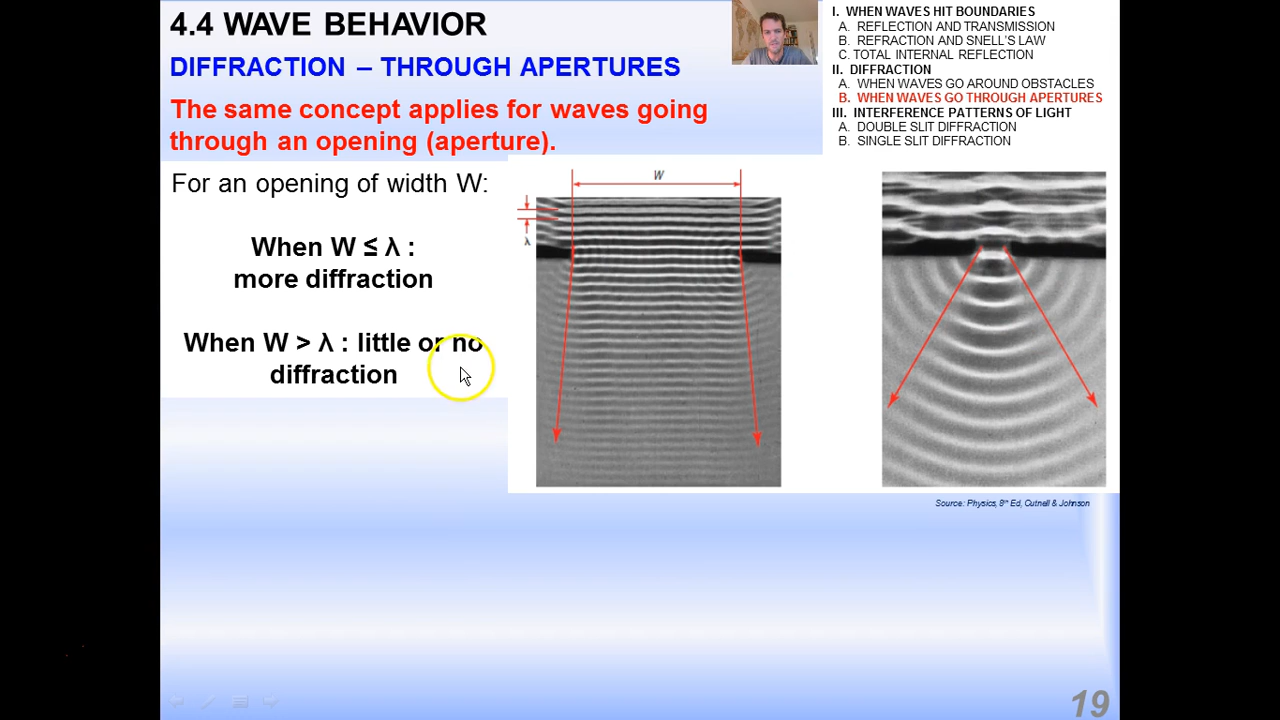 4.4 WAVE BEHAVIOR
DIFFRACTION – THROUGH APERTURES
The same concept applies for waves going
through an opening (aperture).
For an opening of width W:
When W ≤ λ :
more diffraction
When W > λ : little or no
diffraction
I. WHEN WAVES HIT BOUNDARIES
A. REFLECTION AND TRANSMISSION
B. REFRACTION AND SNELL'S LAW
C. TOTAL INTERNAL REFLECTION
II. DIFFRACTION
A. WHEN WAVES GO AROUND OBSTACLES
B. WHEN WAVES GO THROUGH APERTURES
III. INTERFERENCE PATTERNS OF LIGHT
A. DOUBLE SLIT DIFFRACTION
B. SINGLE SLIT DIFFRACTION
W
λ
Source: Physics, 8th Ed, Cutnell & Johnson
19